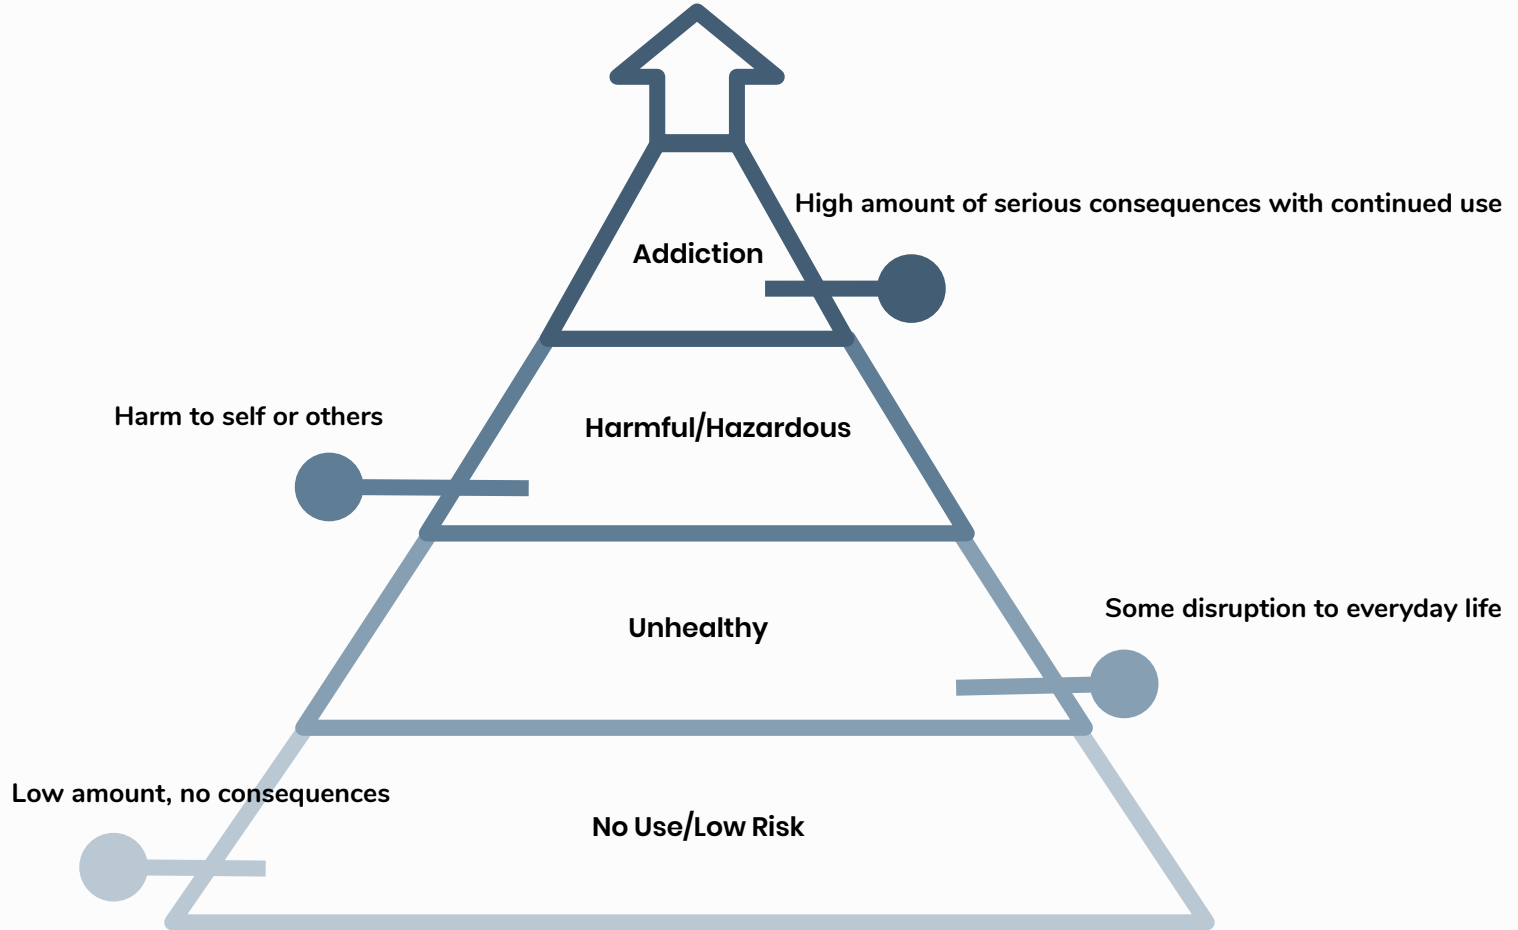 High amount of serious consequences with continued use
Addiction
Harm to self or others
Harmful/Hazardous
Some disruption to everyday life
Unhealthy
Low amount, no consequences
No Use/Low Risk